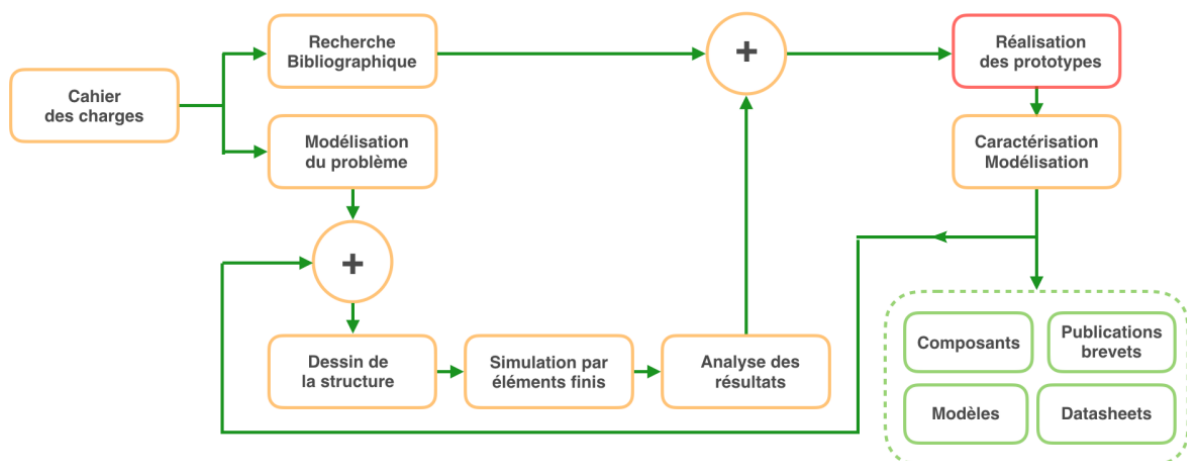 Cahier
des charges
Recherche
Bibliographique
Modélisation
du problème
+
Dessin de
la structure
Simulation par
éléments finis
Analyse des
résultats
+
Réalisation
des prototypes
Caractérisation
Modélisation
Composants
Publications
brevets
Modèles
Datasheets